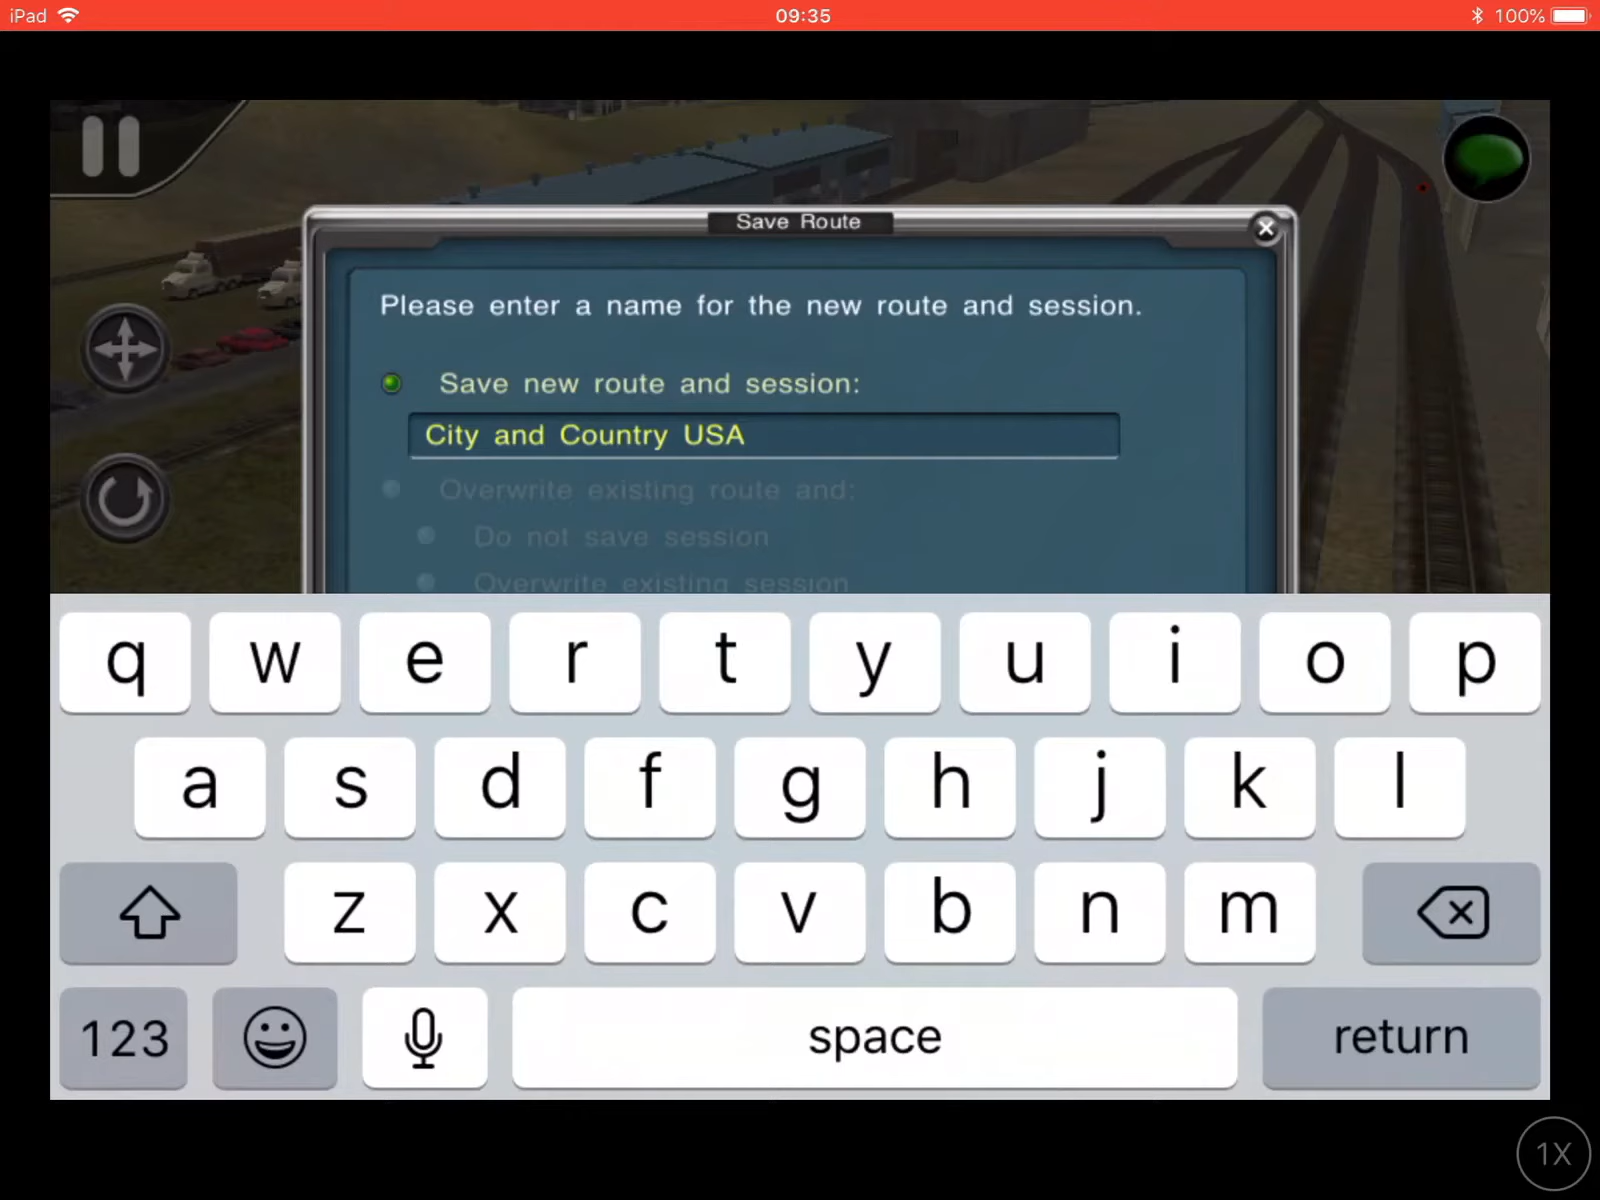 iPad
09:35
100%
Save Route
Please enter a name for the new route and session.
Save new route and session:
City and Country USA
Overwrite existing route and:
Do not save session
Overwrite existing session
q w e r t y u i o p
a s d f g h j k l
z x c v b n m
123
space
return
1X